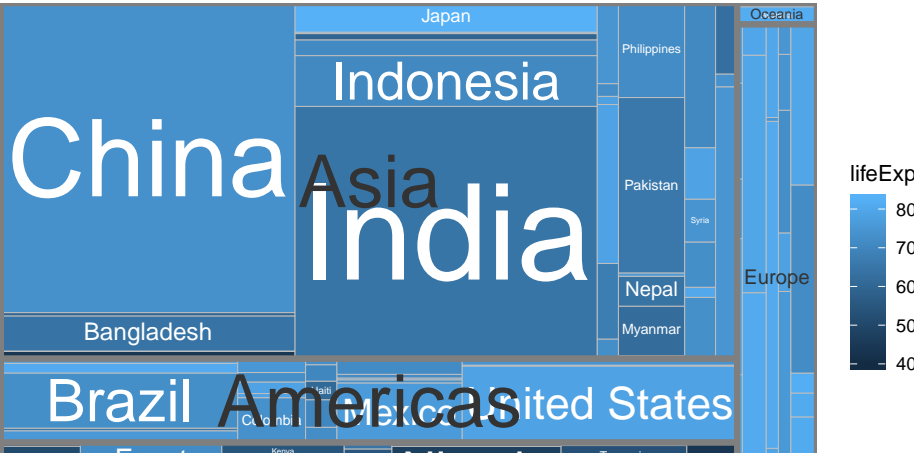 Japan
Oceania
Philippines
Indonesia
China
Asia
India
Pakistan
Syria
Nepal
Bangladesh
Myanmar
Europe
Brazil
Americas
Haiti
Colombia
Mexico
United States
Kenya
lifeExp
80
70
60
50
40